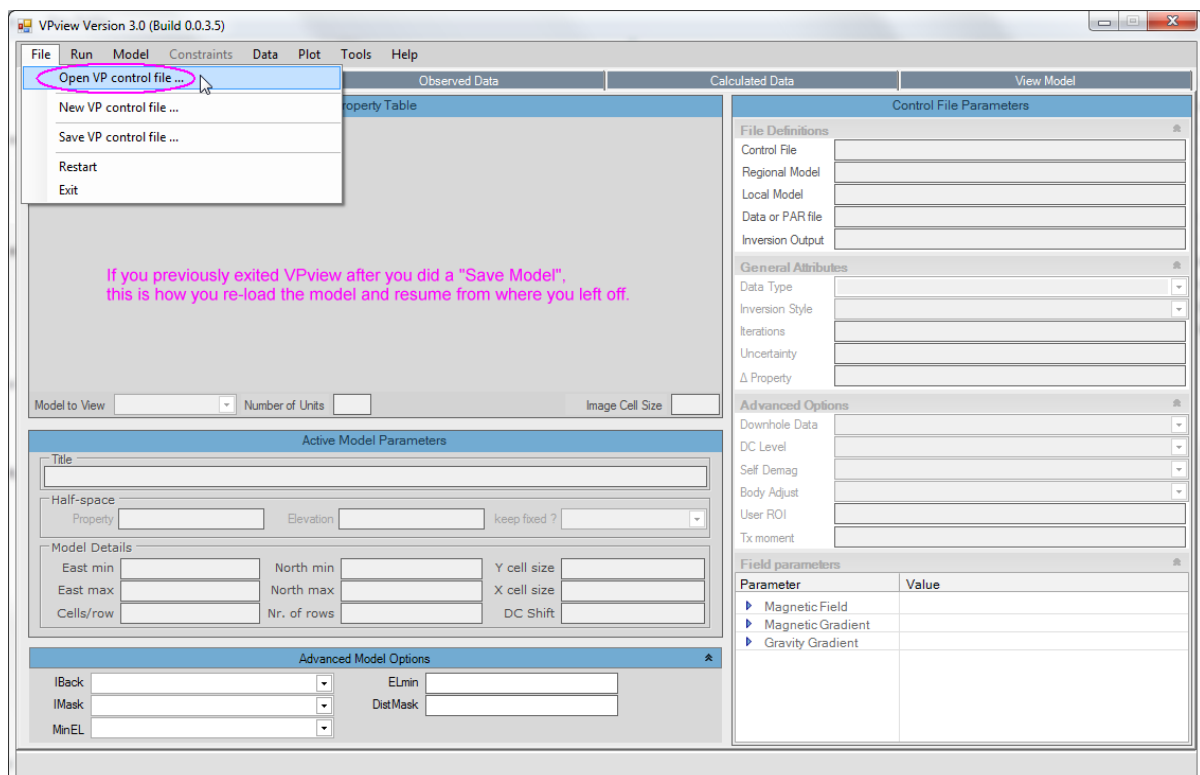 VPview Version 3.0 (Build 0.0.3.5)
File Run Model Constraints Data Plot Tools Help
Open VP control file ...
New VP control file ...
Save VP control file ...
Restart
Exit
Observed Data Calculated Data View Model
Table
If you previously exited VPview after you did a "Save Model",
this is how you re-load the model and resume from where you left off.
Model to View Number of Units Image Cell Size
Active Model Parameters
Title
Half-space
Property Elevation keep fixed ?
Model Details
East min North min Y cell size
East max North max X cell size
Cells/row Nr. of rows DC Shift
Advanced Model Options
IBack ELmin
IMask DistMask
MinEL
Control File Parameters
File Definitions
Control File
Regional Model
Local Model
Data or PAR file
Inversion Output
General Attributes
Data Type
Inversion Style
Iterations
Uncertainty
Δ Property
Advanced Options
Downhole Data
DC Level
Self Demag
Body Adjust
User ROI
Tx moment
Field parameters
Parameter Value
Magnetic Field
Magnetic Gradient
Gravity Gradient